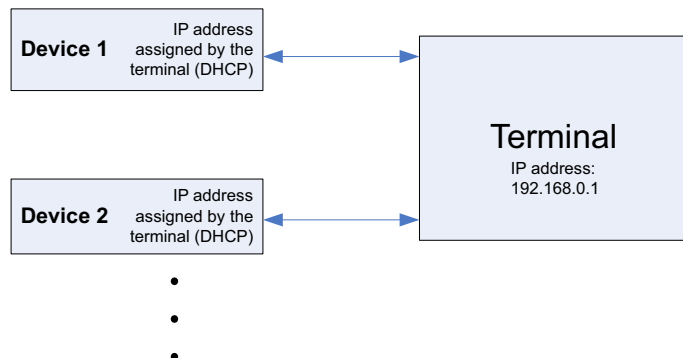 Device 1
IP address
assigned by the
terminal (DHCP)
Terminal
IP address:
192.168.0.1
Device 2
IP address
assigned by the
terminal (DHCP)